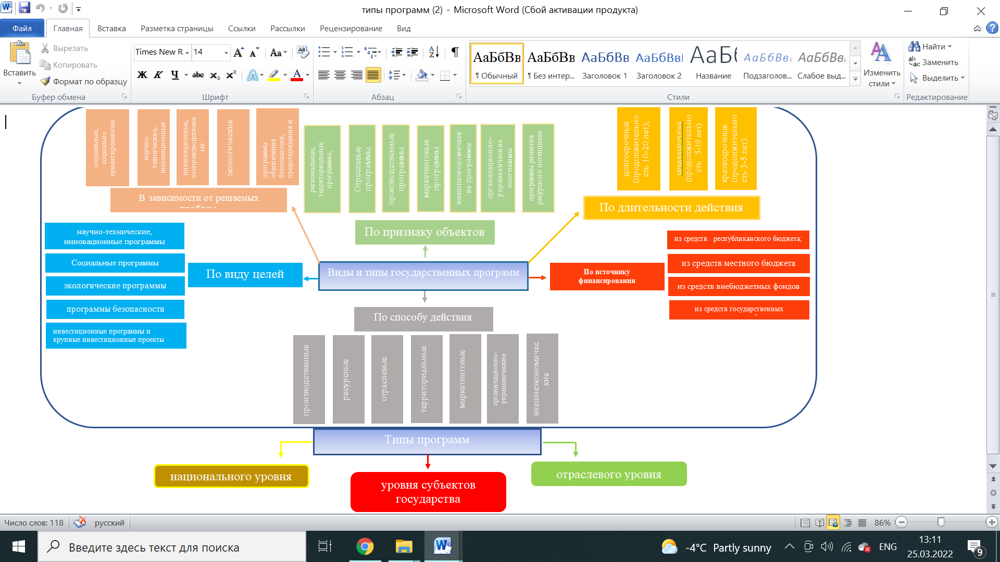 типы программ (2) - Microsoft Word (Сбой активации продукта)
Файл
Главная
Вставка
Разметка страницы
Ссылки
Рассылки
Рецензирование
Вид
Вставить
Вырезать
Копировать
Формат по образцу
Буфер обмена
Times New R
14
Ж К Ч abc x₂ x²
Шрифт
Абзац
АаБбВв
¶ Обычный
АаБбВв
¶ Без интер...
АаБбВв
Заголовок 1
АаБбВвІ
Заголовок 2
АаБб
Название
АаБбВвІ
Подзаголов...
АаБбВвІ
Слабое выд...
Стили
Изменить
стили
Найти
Заменить
Выделить
Редактирование
социальные,
социально
ориентированные
научно-
технические,
инновационные
инвестиционные,
воспроизводственн
ые
экологические
программы
обеспечения
безопасности,
предотвращения и
В зависимости от решаемых
региональные,
территориальные
программы;
Отраслевые
программы
производственные
программы
маркетинговые
программы
внешнеэкономическ
ие программы
организационно-
управленческие
программы
программы развития
ресурсного потенциала
По признаку объектов
долгосрочные
(продолжительно
сть 10-20 лет);
среднесрочные
(продолжительно
сть 5-10 лет)
краткосрочные
(продолжительно
сть 3-5 лет).
По длительности действия
научно-технические,
инновационные программы
Социальные программы
экологические программы
программы безопасности
инвестиционные программы и
крупные инвестиционные проекты
По виду целей
Виды и типы государственных программ
По источнику
финансирования
из средств республиканского бюджета;
из средств местного бюджета
из средств внебюджетных фондов
из средств государственных
По способу действия
производственные
ресурсные
отраслевые
территориальные
маркетинговые
организационно-
управленческие
внешнеэкономичес
кие
Типы программ
национального уровня
уровня субъектов
государства
отраслевого уровня
Число слов: 118
русский
86%
Введите здесь текст для поиска
-4°C Partly sunny
ENG
13:11
25.03.2022
9